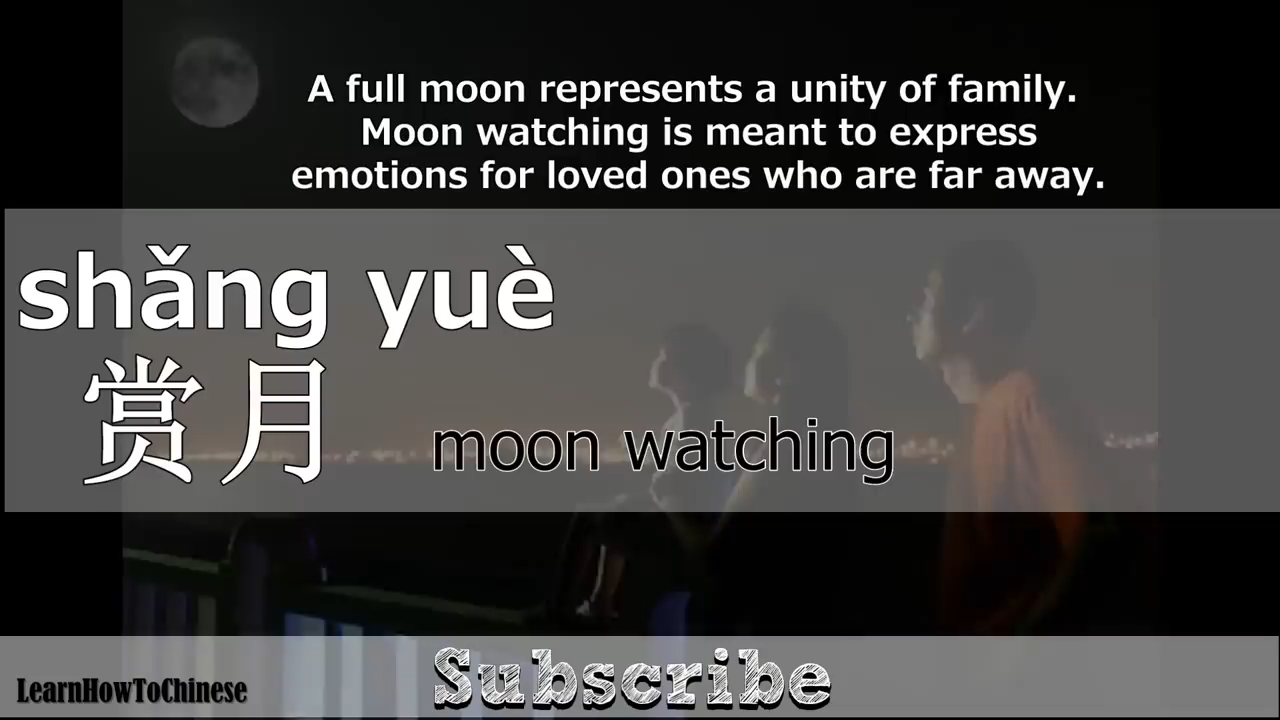 A full moon represents a unity of family.
Moon watching is meant to express
emotions for loved ones who are far away.
shǎng yuè
赏月
moon watching
Subscribe
LearnHowToChinese